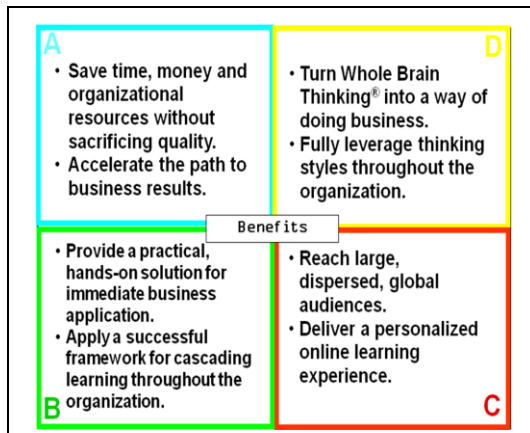 A
• Save time, money and
organizational
resources without
sacrificing quality.
• Accelerate the path to
business results.
D
• Turn Whole Brain
Thinking® into a way of
doing business.
• Fully leverage thinking
styles throughout the
organization.
Benefits
• Provide a practical,
hands-on solution for
immediate business
application.
• Apply a successful
framework for cascading
learning throughout the
organization.
B
• Reach large,
dispersed, global
audiences.
• Deliver a personalized
online learning
experience.
C